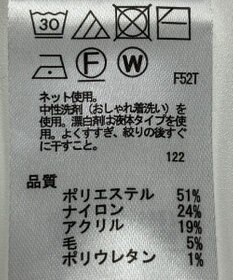 30
F W
F52T
ネット使用。
中性洗剤(おしゃれ着洗い)を
使用。漂白剤は液体タイプを使
用。よくすすぎ、絞りの後すぐ
に干すこと。
122
品質
ポリエステル 51%
ナイロン 24%
アクリル 19%
毛 5%
ポリウレタン 1%